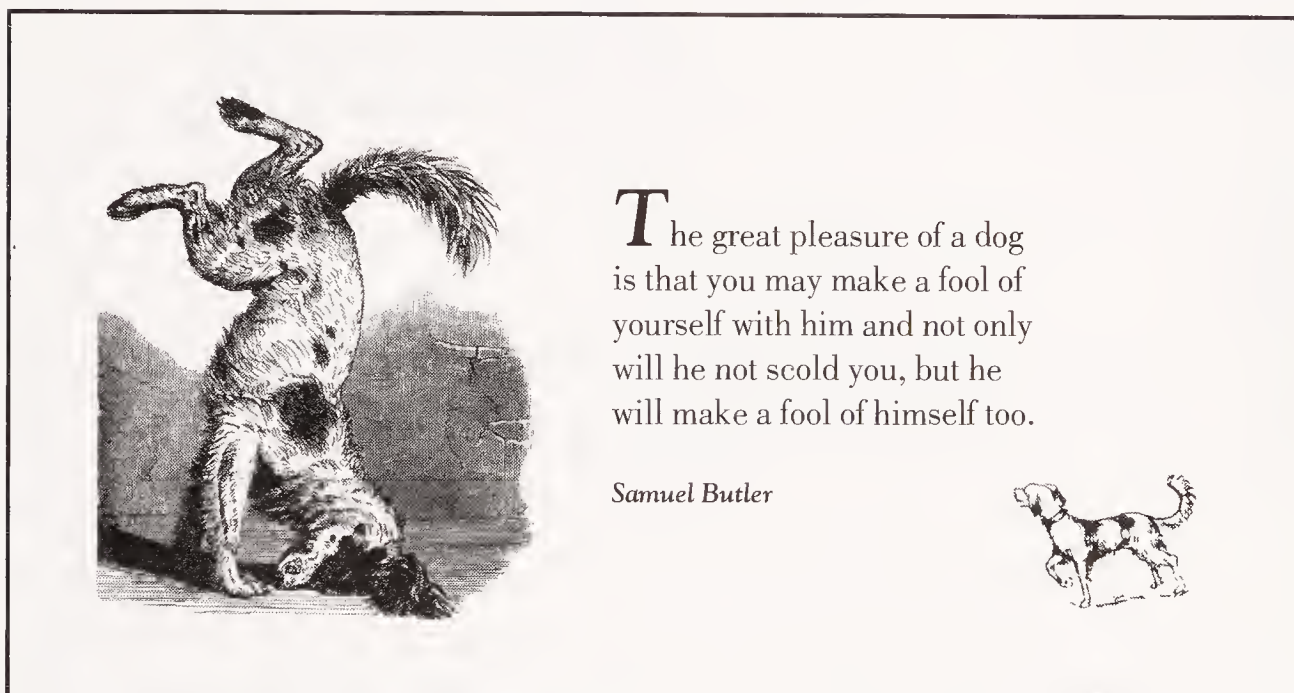 The great pleasure of a dog
is that you may make a fool of
yourself with him and not only
will he not scold you, but he
will make a fool of himself too.
Samuel Butler